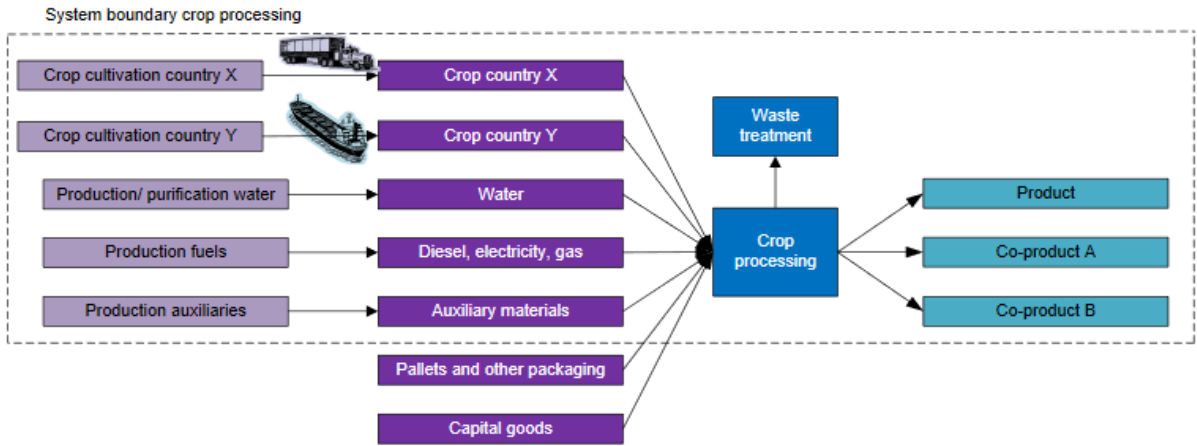 System boundary crop processing
Crop cultivation country X
Crop country X
Crop cultivation country Y
Crop country Y
Waste
treatment
Production/ purification water
Water
Product
Production fuels
Diesel, electricity, gas
Crop
processing
Co-product A
Production auxiliaries
Auxiliary materials
Co-product B
Pallets and other packaging
Capital goods